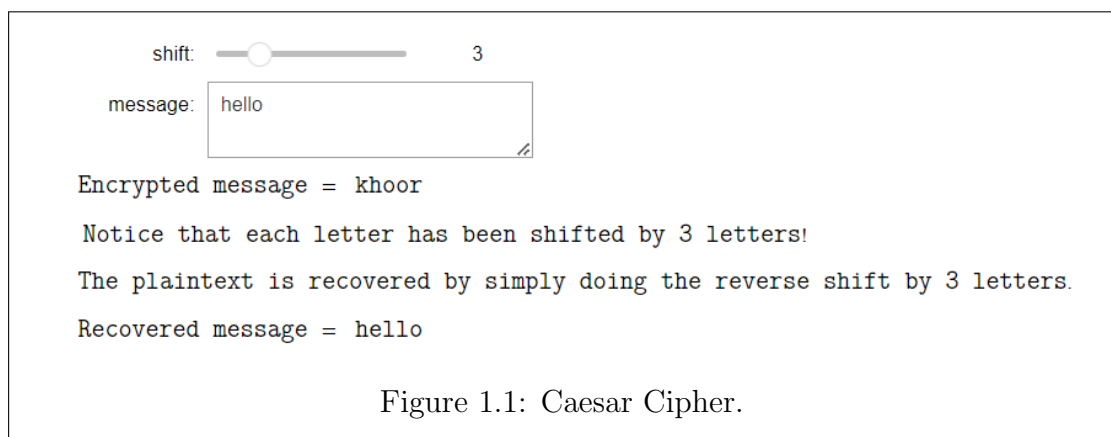 shift: 3
message: hello
Encrypted message = khoor
Notice that each letter has been shifted by 3 letters!
The plaintext is recovered by simply doing the reverse shift by 3 letters.
Recovered message = hello
Figure 1.1: Caesar Cipher.